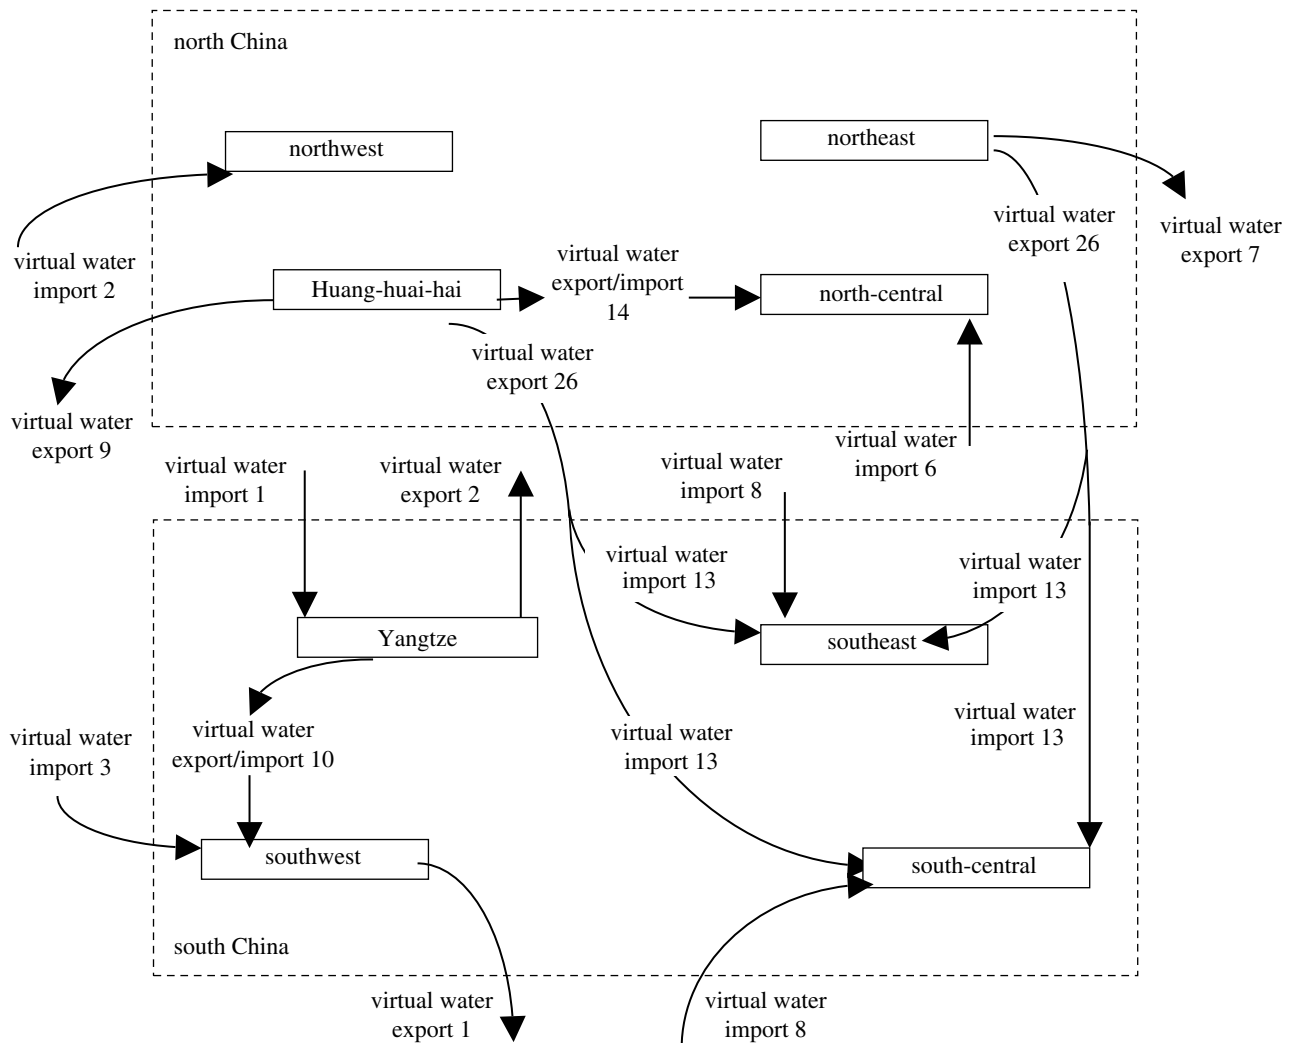 north China
northwest
northeast
virtual water
export 26
virtual water
export 7
virtual water
import 2
Huang-huai-hai
virtual water
export/import
14
north-central
virtual water
export 26
virtual water
export 9
virtual water
import 1
virtual water
export 2
virtual water
import 8
virtual water
import 6
virtual water
import 13
virtual water
import 13
Yangtze
southeast
virtual water
import 3
virtual water
export/import 10
virtual water
import 13
virtual water
import 13
southwest
south-central
south China
virtual water
export 1
virtual water
import 8